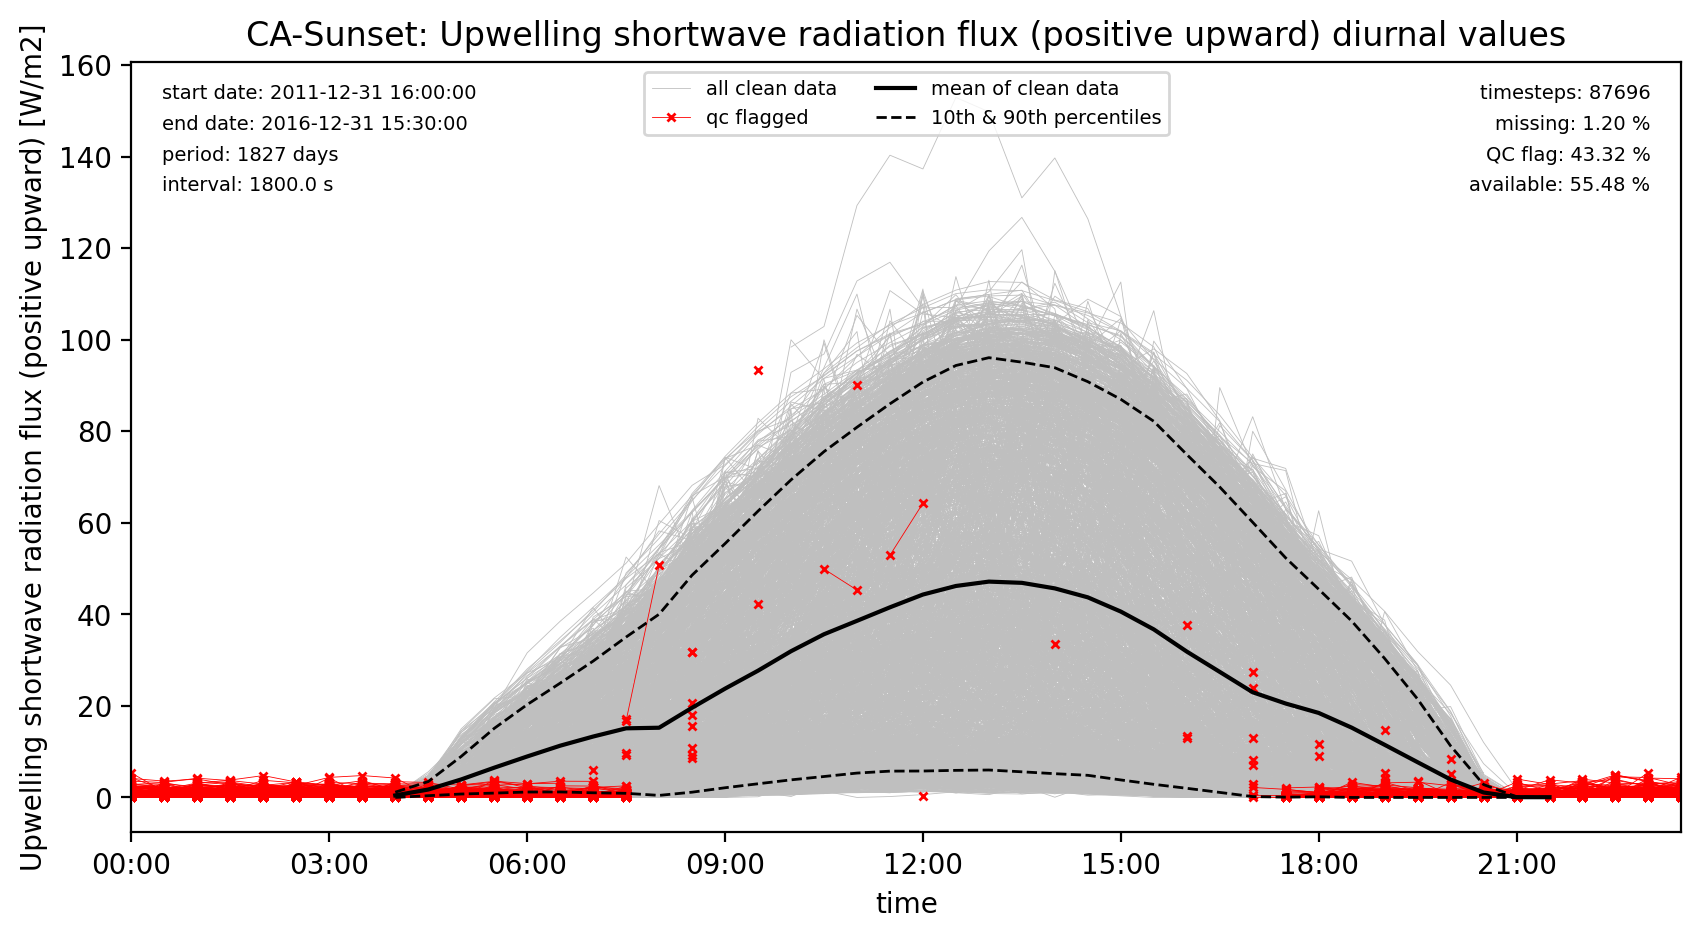 CA-Sunset: Upwelling shortwave radiation flux (positive upward) diurnal values
Upwelling shortwave radiation flux (positive upward) [W/m2]
160
140
120
100
80
60
40
20
0
start date: 2011-12-31 16:00:00
end date: 2016-12-31 15:30:00
period: 1827 days
interval: 1800.0 s
all clean data
qc flagged
mean of clean data
10th & 90th percentiles
timesteps: 87696
missing: 1.20 %
QC flag: 43.32 %
available: 55.48 %
00:00 03:00 06:00 09:00 12:00 15:00 18:00 21:00
time